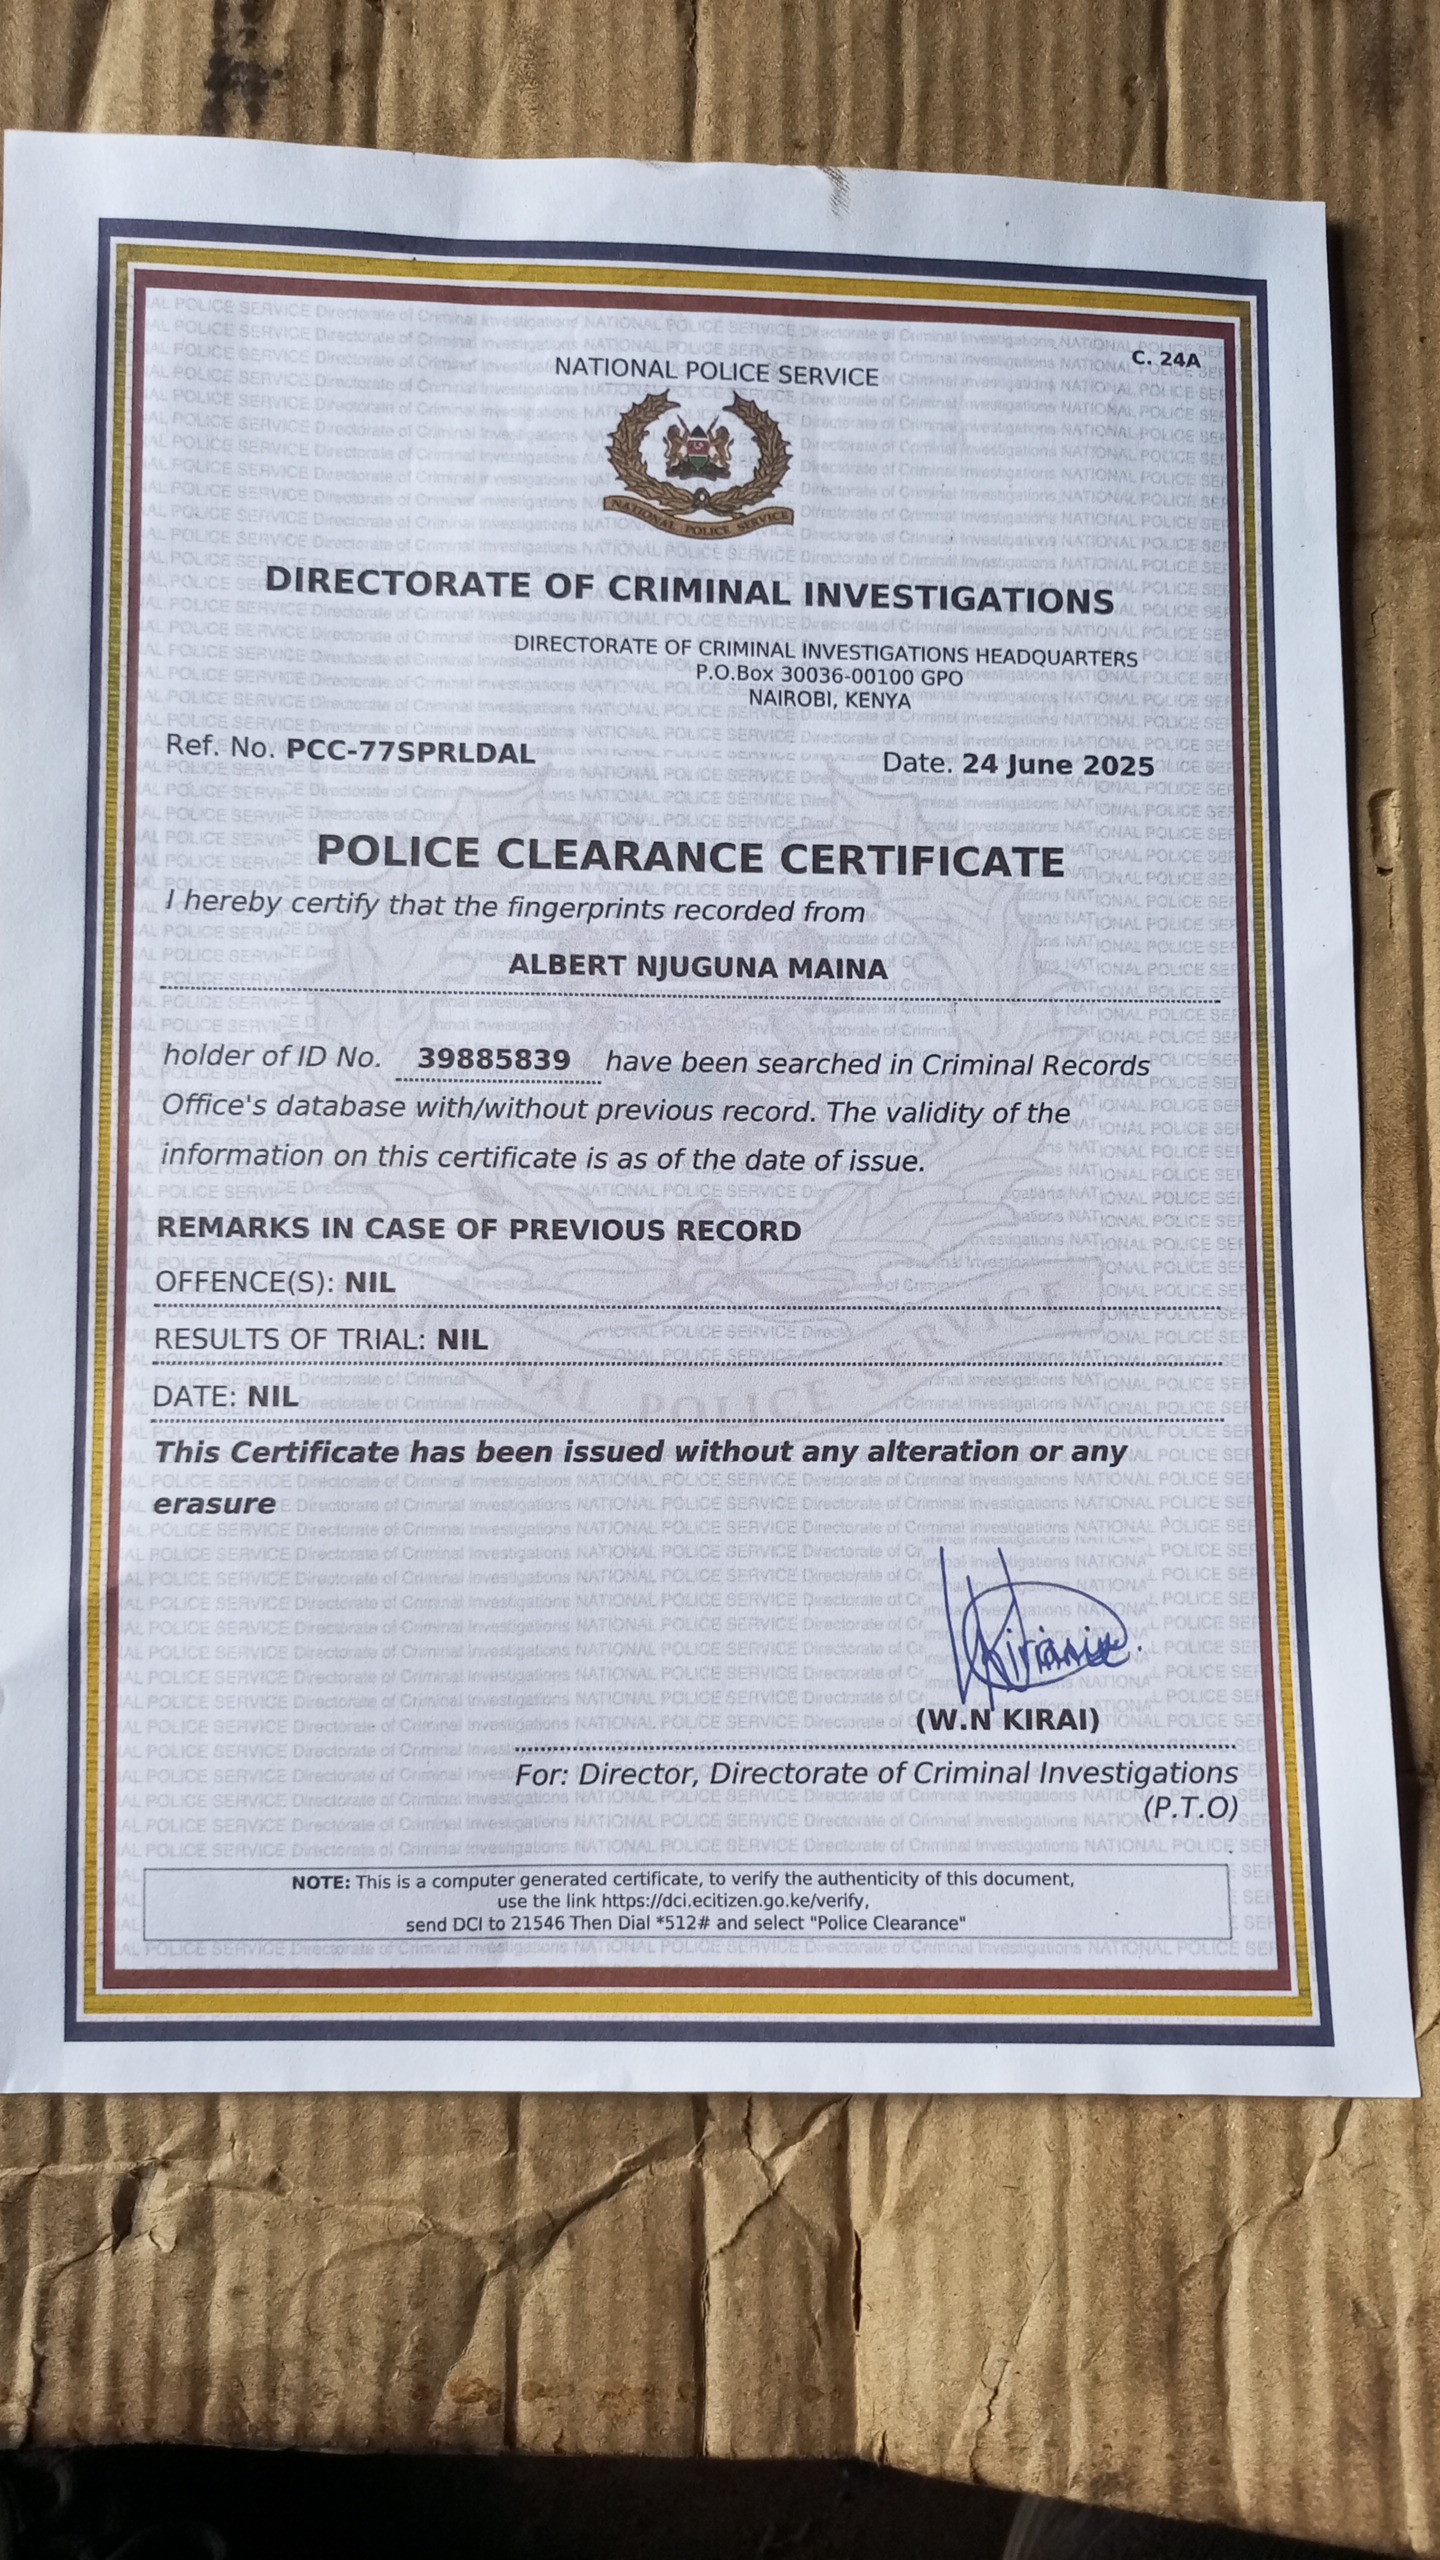 C. 24A
NATIONAL POLICE SERVICE
NATIONAL POLICE SERVICE
DIRECTORATE OF CRIMINAL INVESTIGATIONS
DIRECTORATE OF CRIMINAL INVESTIGATIONS HEADQUARTERS
P.O.Box 30036-00100 GPO
NAIROBI, KENYA
Ref. No. PCC-77SPRLDAL Date. 24 June 2025
POLICE CLEARANCE CERTIFICATE
I hereby certify that the fingerprints recorded from
ALBERT NJUGUNA MAINA
holder of ID No. 39885839 have been searched in Criminal Records
Office's database with/without previous record. The validity of the
information on this certificate is as of the date of issue.
REMARKS IN CASE OF PREVIOUS RECORD
OFFENCE(S): NIL
RESULTS OF TRIAL: NIL
DATE: NIL
This Certificate has been issued without any alteration or any
erasure
(W.N KIRAI)
For: Director, Directorate of Criminal Investigations
(P.T.O)
NOTE: This is a computer generated certificate, to verify the authenticity of this document,
use the link https://dci.ecitizen.go.ke/verify,
send DCI to 21546 Then Dial *512# and select "Police Clearance"